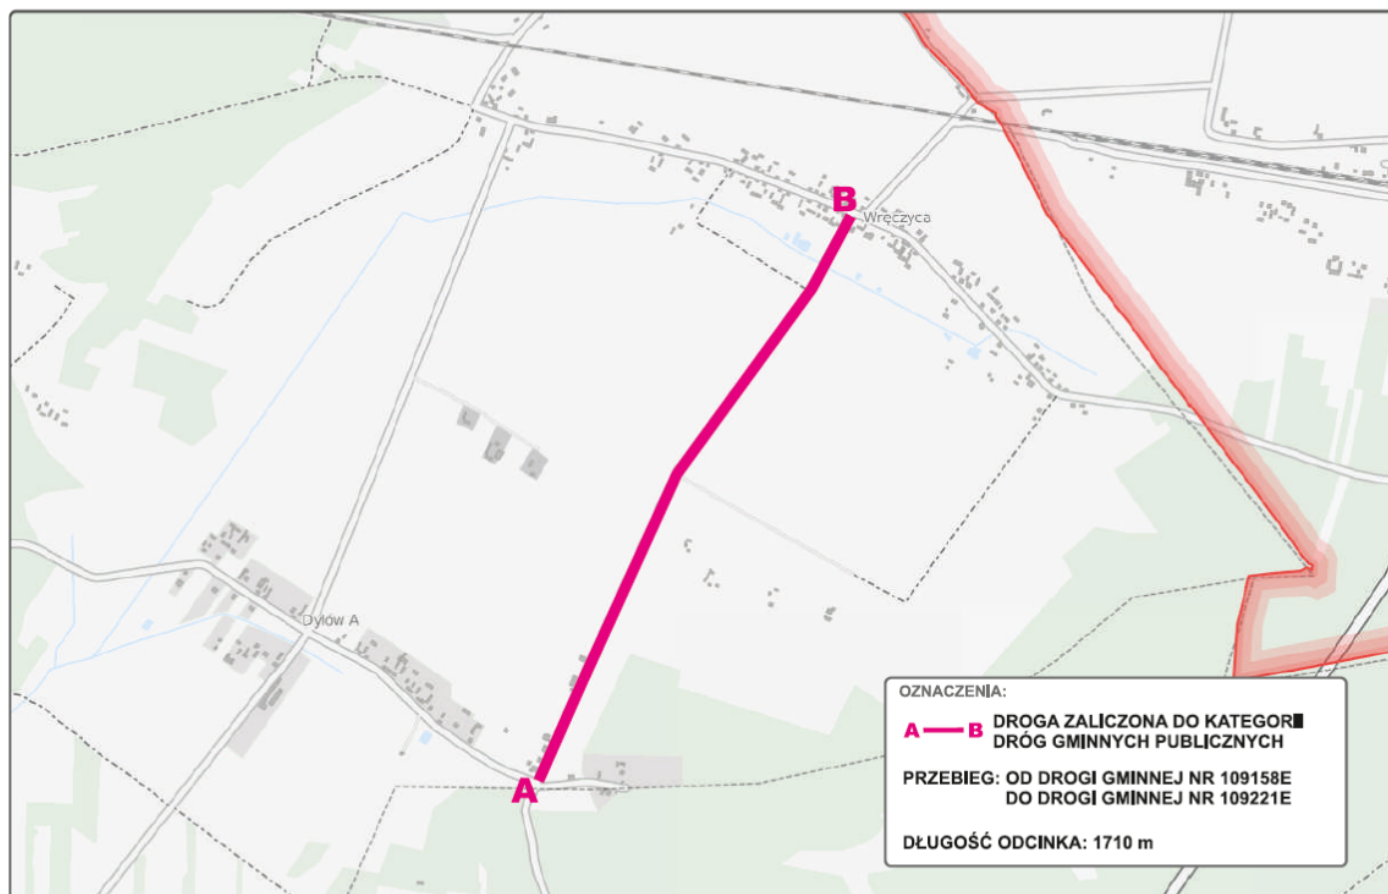 B
Wręczyca
Dylów A
A
OZNACZENIA:
A B DROGA ZALICZONA DO KATEGORII
DRÓG GMINNYCH PUBLICZNYCH
PRZEBIEG: OD DROGI GMINNEJ NR 109158E
DO DROGI GMINNEJ NR 109221E
DŁUGOŚĆ ODCINKA: 1710 m